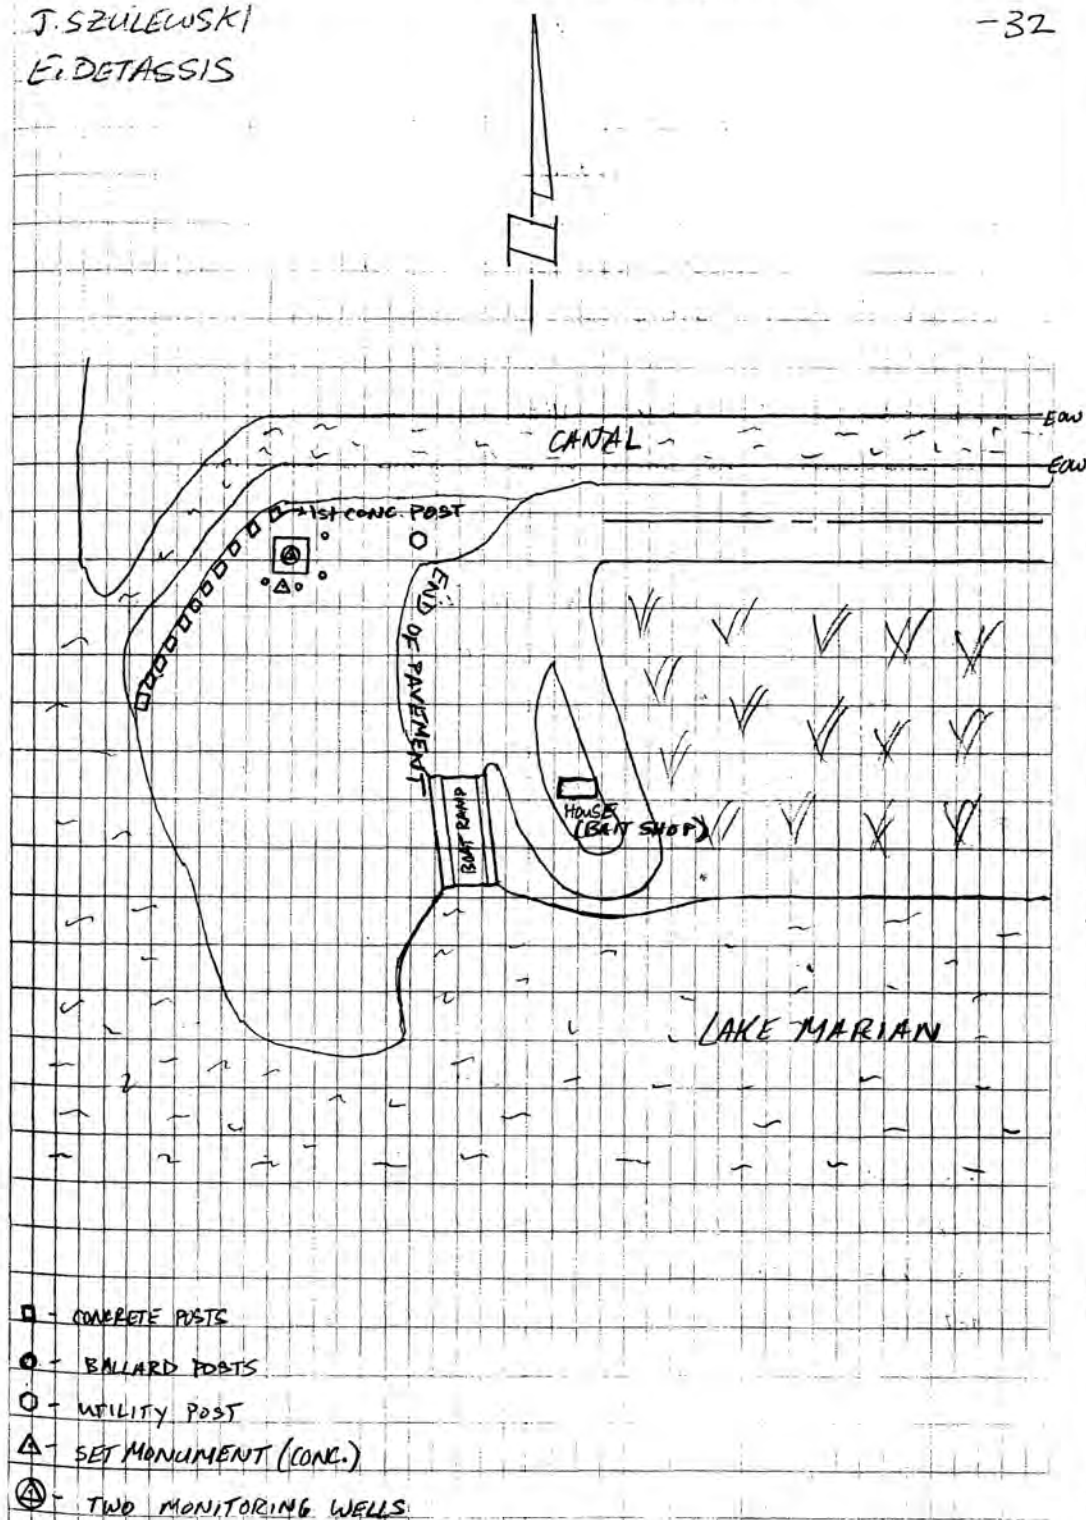 J. SZULEWSKI
-32
E. DETASSIS
N
EOW
CANAL
EOW
1st CONC. POST
END OF PAVEMENT
BOAT RAMP
HOUSE
(BAIT SHOP)
LAKE MARIAN
- CONCRETE POSTS
- BALLARD POSTS
- UTILITY POST
- SET MONUMENT (CONC.)
- TWO MONITORING WELLS